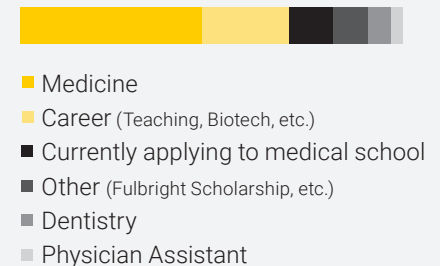 Medicine
Career (Teaching, Biotech, etc.)
Currently applying to medical school
Other (Fulbright Scholarship, etc.)
Dentistry
Physician Assistant